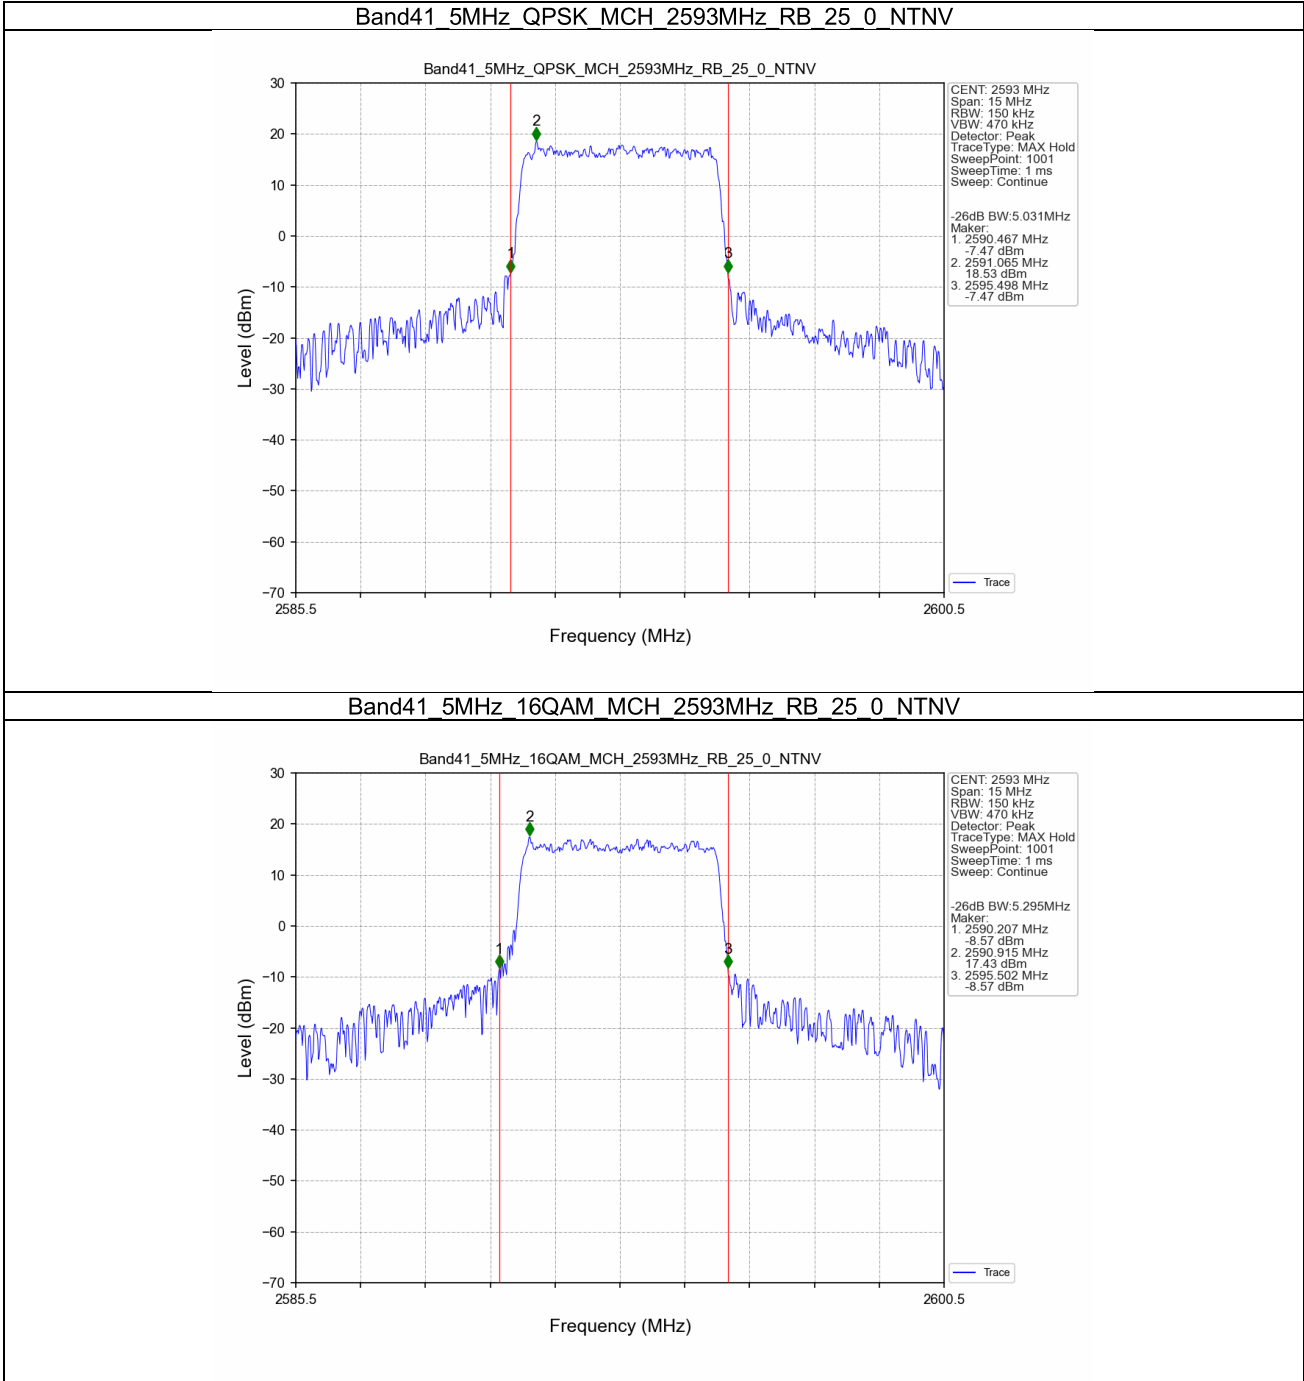 Band41_5MHz_QPSK_MCH_2593MHz_RB_25_0_NTNV
Band41_5MHz_QPSK_MCH_2593MHz_RB_25_0_NTNV
30
20
10
0
−10
−20
−30
−40
−50
−60
−70
Level (dBm)
2585.5
2600.5
Frequency (MHz)
1
2
3
CENT: 2593 MHz
Span: 15 MHz
RBW: 150 kHz
VBW: 470 kHz
Detector: Peak
TraceType: MAX Hold
SweepPoint: 1001
SweepTime: 1 ms
Sweep: Continue
-26dB BW:5.031MHz
Maker:
1. 2590.467 MHz
-7.47 dBm
2. 2591.065 MHz
18.53 dBm
3. 2595.498 MHz
-7.47 dBm
Trace
Band41_5MHz_16QAM_MCH_2593MHz_RB_25_0_NTNV
Band41_5MHz_16QAM_MCH_2593MHz_RB_25_0_NTNV
30
20
10
0
−10
−20
−30
−40
−50
−60
−70
Level (dBm)
2585.5
2600.5
Frequency (MHz)
1
2
3
CENT: 2593 MHz
Span: 15 MHz
RBW: 150 kHz
VBW: 470 kHz
Detector: Peak
TraceType: MAX Hold
SweepPoint: 1001
SweepTime: 1 ms
Sweep: Continue
-26dB BW:5.295MHz
Maker:
1. 2590.207 MHz
-8.57 dBm
2. 2590.915 MHz
17.43 dBm
3. 2595.502 MHz
-8.57 dBm
Trace